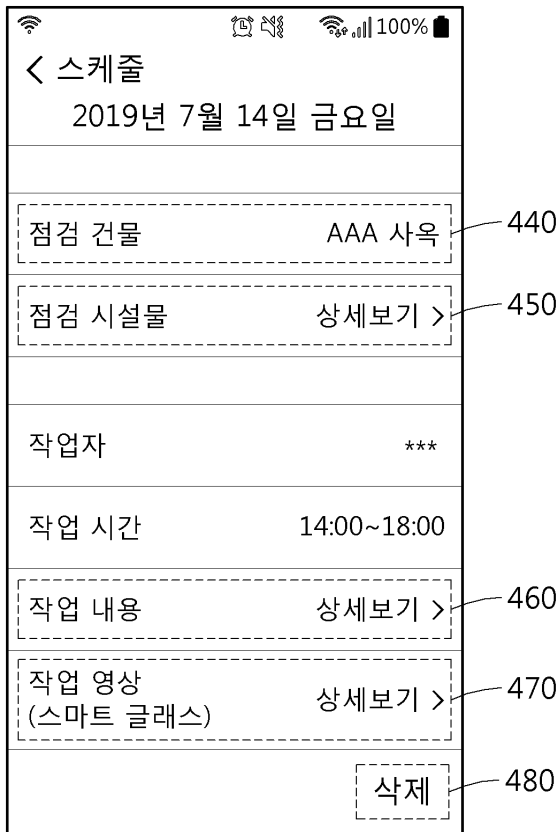 100%
< 스케줄
2019년 7월 14일 금요일
점검 건물 AAA 사옥 440
점검 시설물 상세보기 > 450
작업자 ***
작업 시간 14:00~18:00
작업 내용 상세보기 > 460
작업 영상
(스마트 글래스) 상세보기 > 470
삭제 480